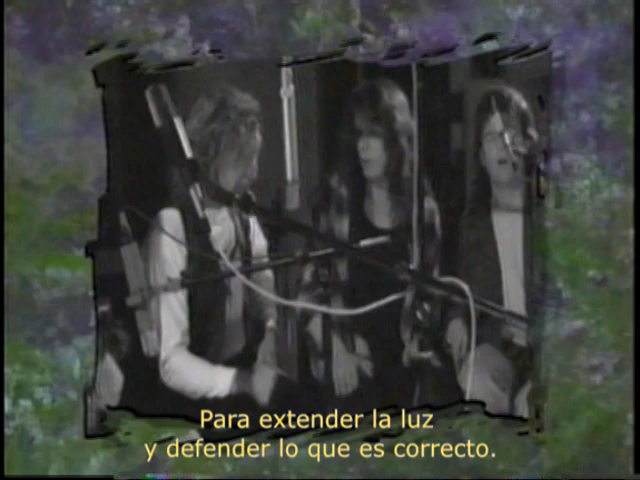 Para extender la luz
y defender lo que es correcto.